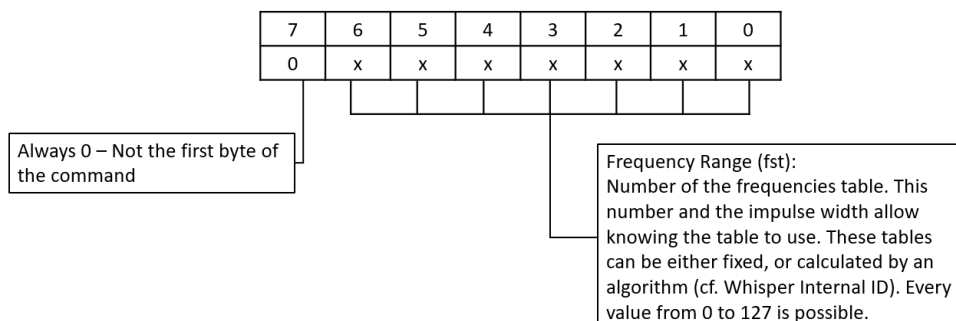 7 6 5 4 3 2 1 0
0 x x x x x x x
Always 0 – Not the first byte of
the command
Frequency Range (fst):
Number of the frequencies table. This
number and the impulse width allow
knowing the table to use. These tables
can be either fixed, or calculated by an
algorithm (cf. Whisper Internal ID). Every
value from 0 to 127 is possible.